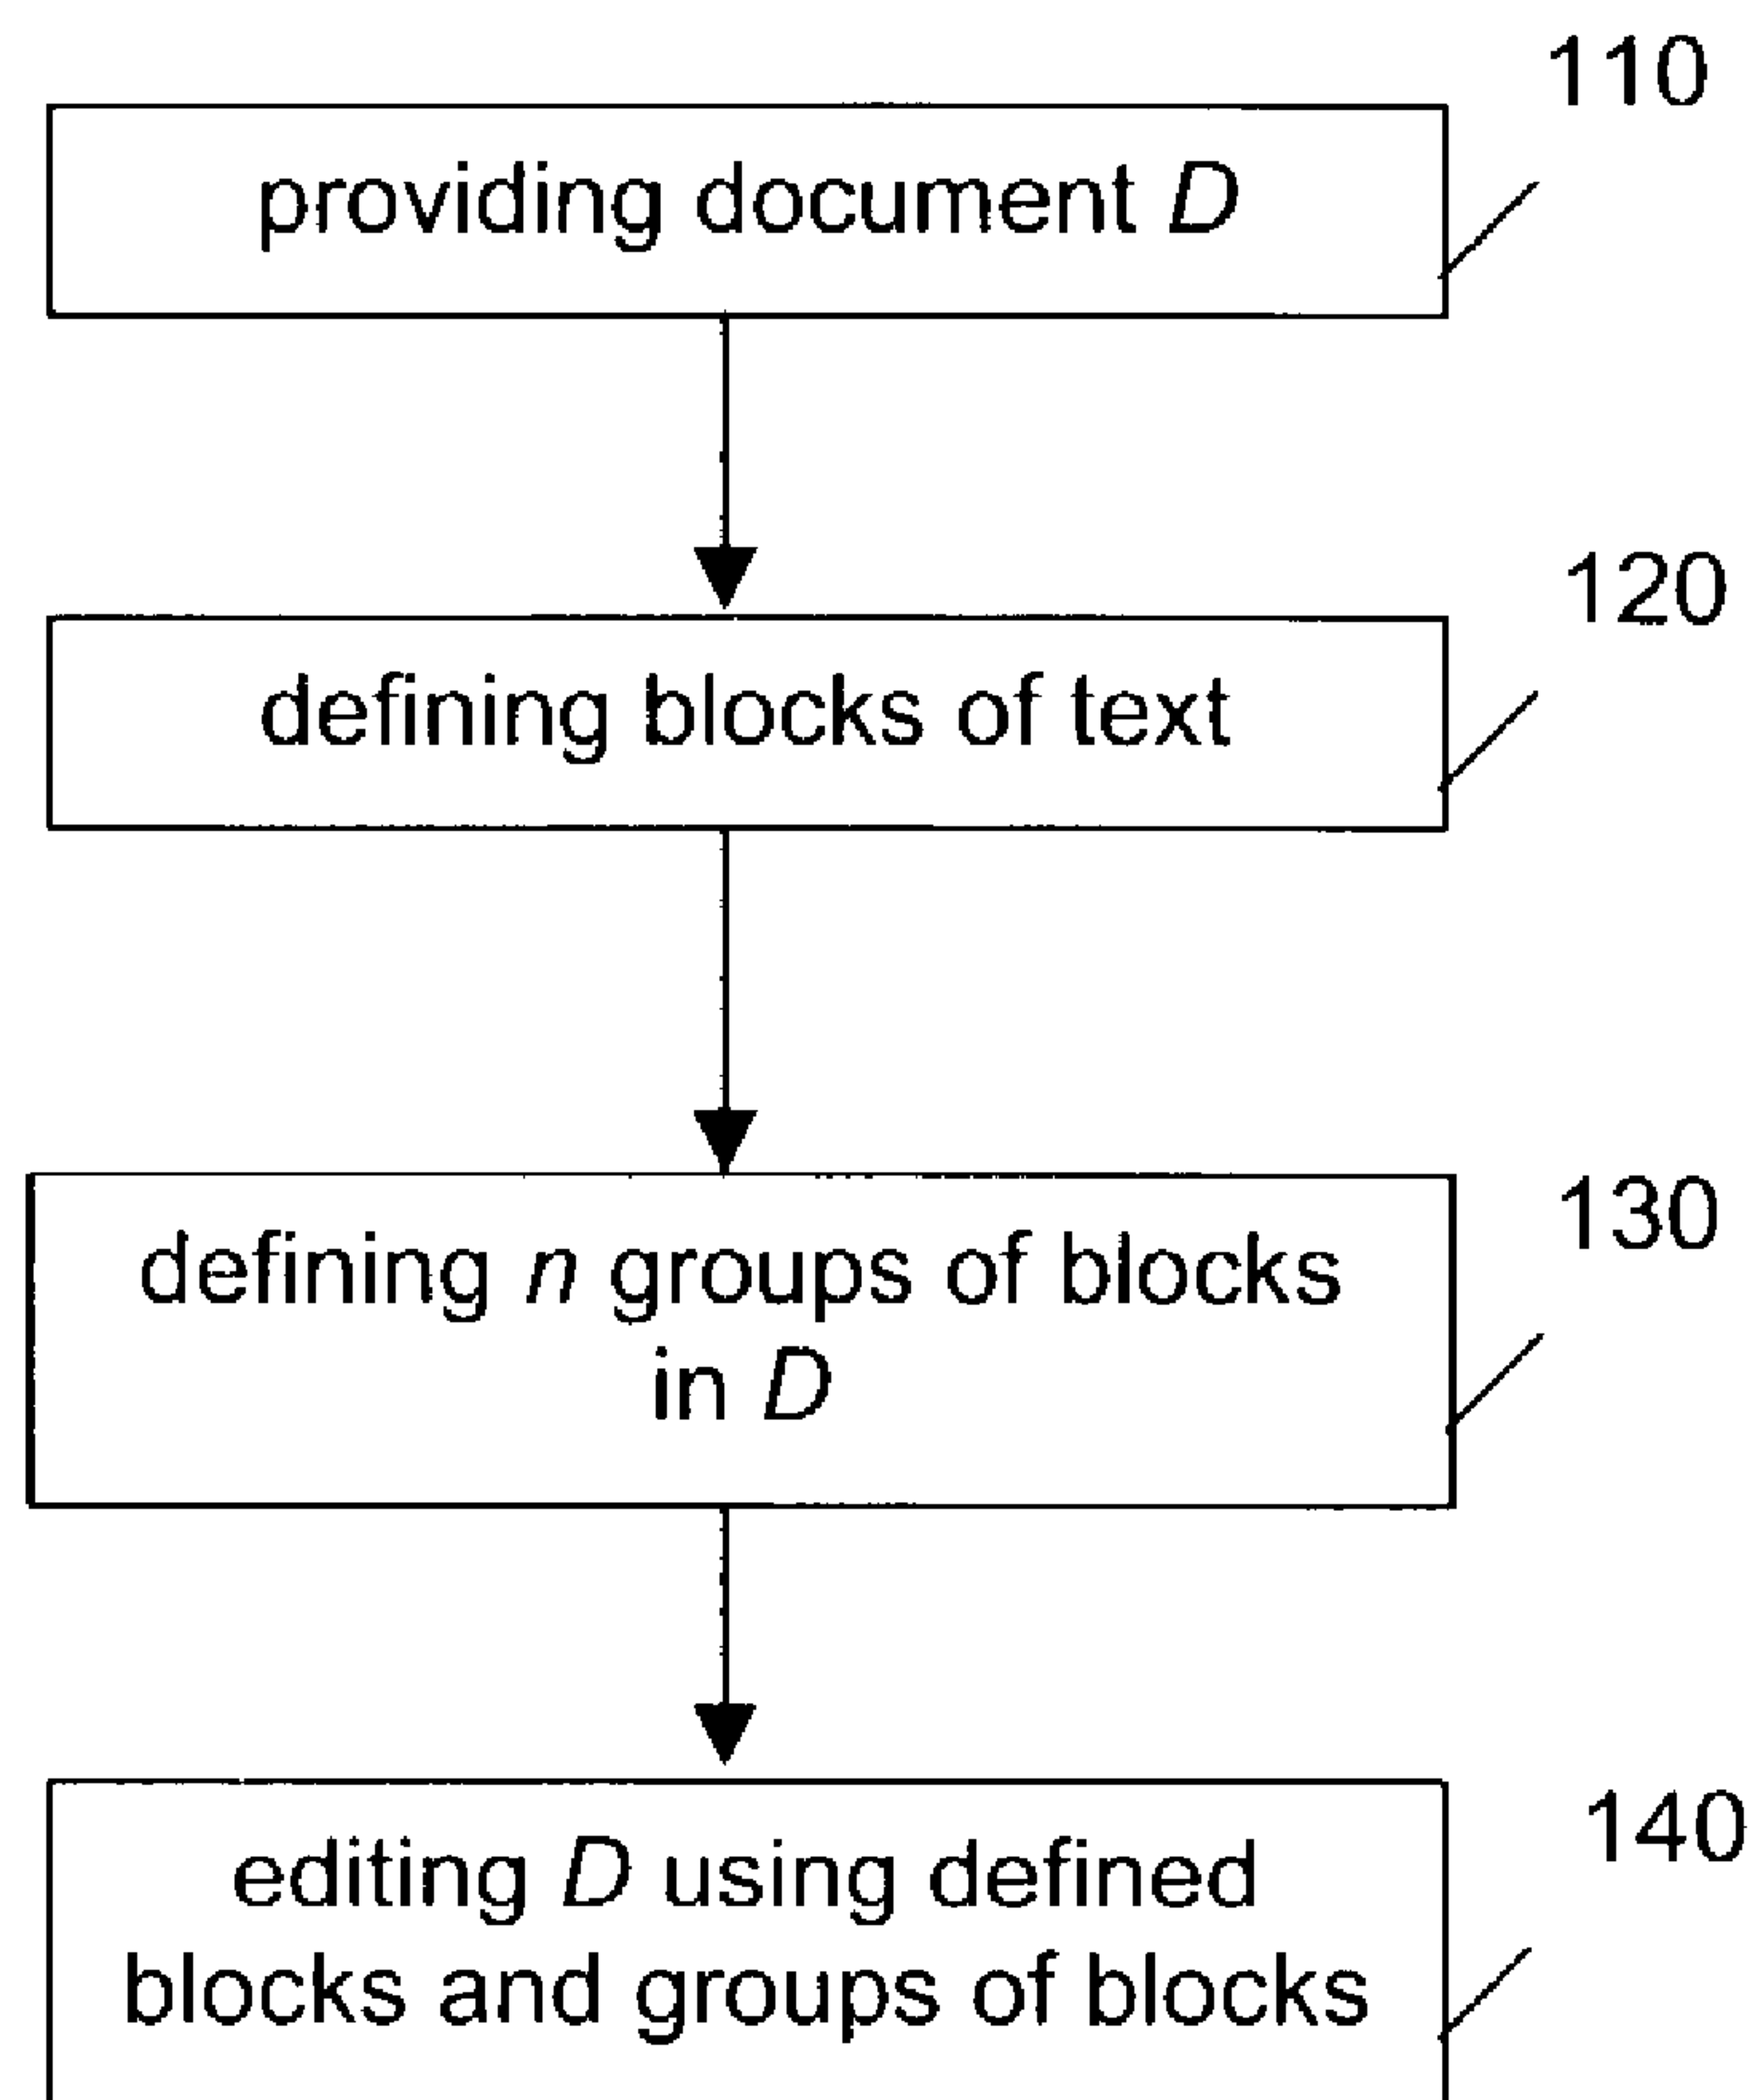 110
providing document D
120
defining blocks of text
130
defining n groups of blocks
in D
140
editing D using defined
blocks and groups of blocks